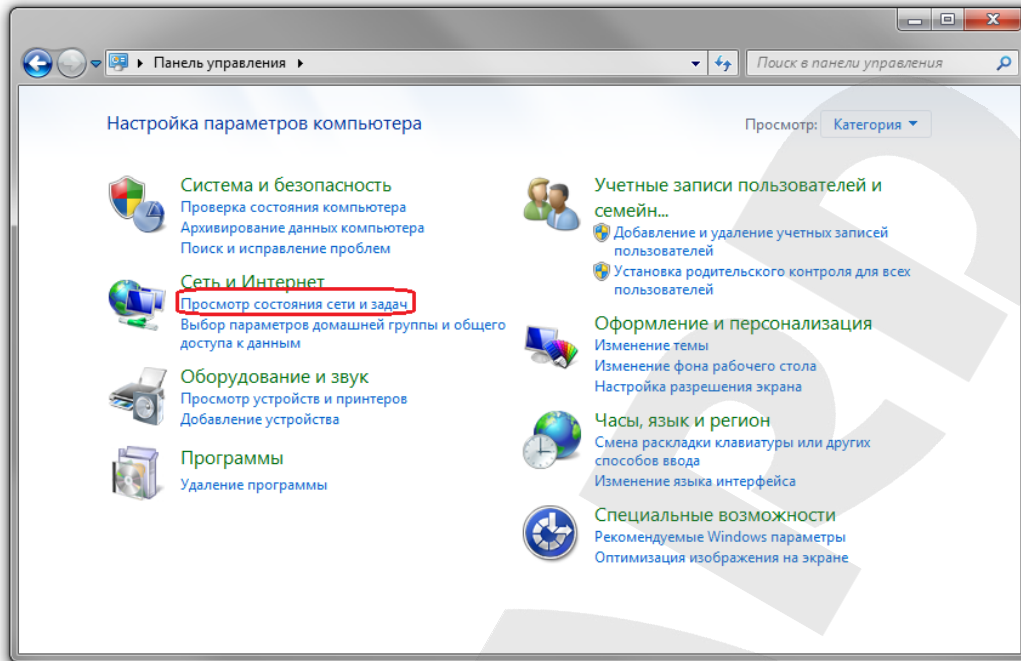 Панель управления
Поиск в панели управления
Настройка параметров компьютера
Просмотр: Категория
Система и безопасность
Проверка состояния компьютера
Архивирование данных компьютера
Поиск и исправление проблем
Сеть и Интернет
Просмотр состояния сети и задач
Выбор параметров домашней группы и общего
доступа к данным
Оборудование и звук
Просмотр устройств и принтеров
Добавление устройства
Программы
Удаление программы
Учетные записи пользователей и
семейн...
Добавление и удаление учетных записей
пользователей
Установка родительского контроля для всех
пользователей
Оформление и персонализация
Изменение темы
Изменение фона рабочего стола
Настройка разрешения экрана
Часы, язык и регион
Смена раскладки клавиатуры или других
способов ввода
Изменение языка интерфейса
Специальные возможности
Рекомендуемые Windows параметры
Оптимизация изображения на экране